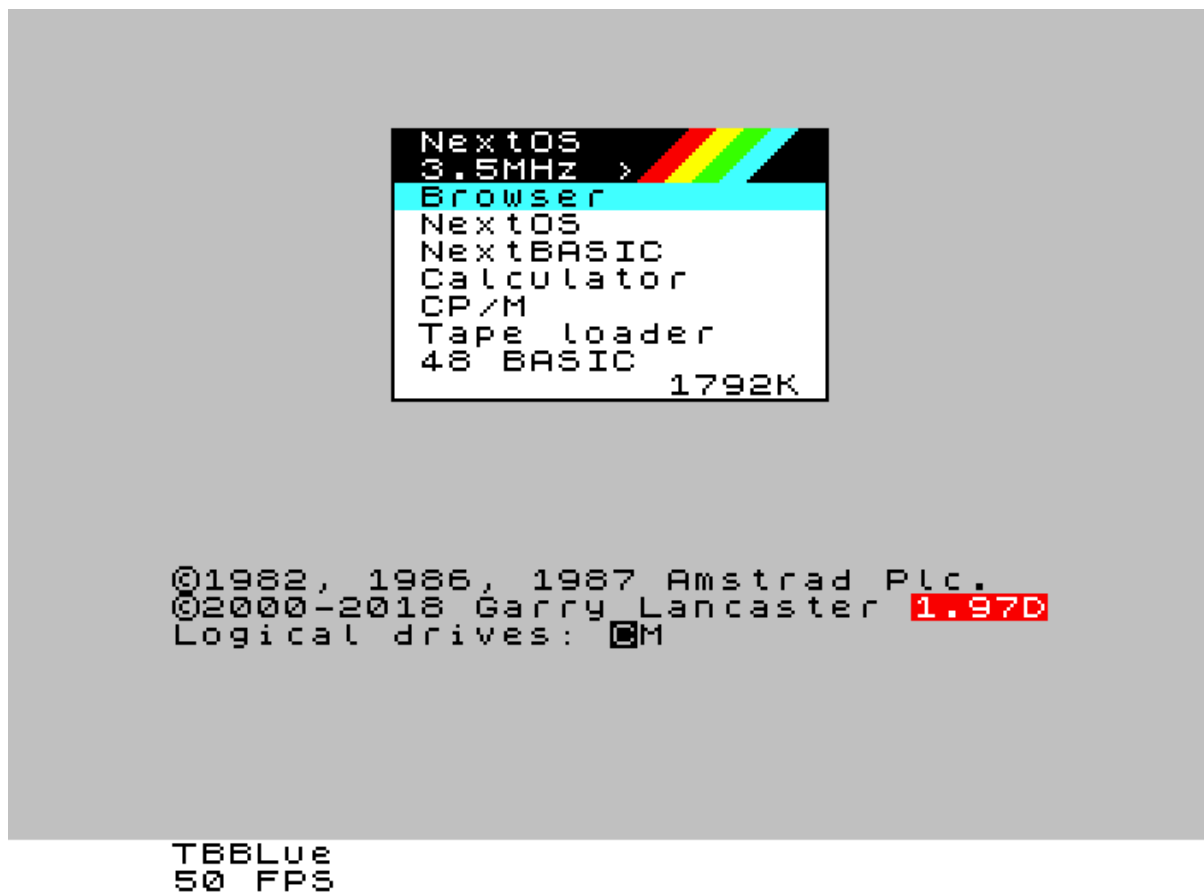 NextOS
3.5MHz >
Browser
NextOS
NextBASIC
Calculator
CP/M
Tape loader
48 BASIC
1792K
©1982, 1986, 1987 Amstrad Plc.
©2000-2018 Garry Lancaster 1.97D
Logical drives: CM
TBBLue
50 FPS